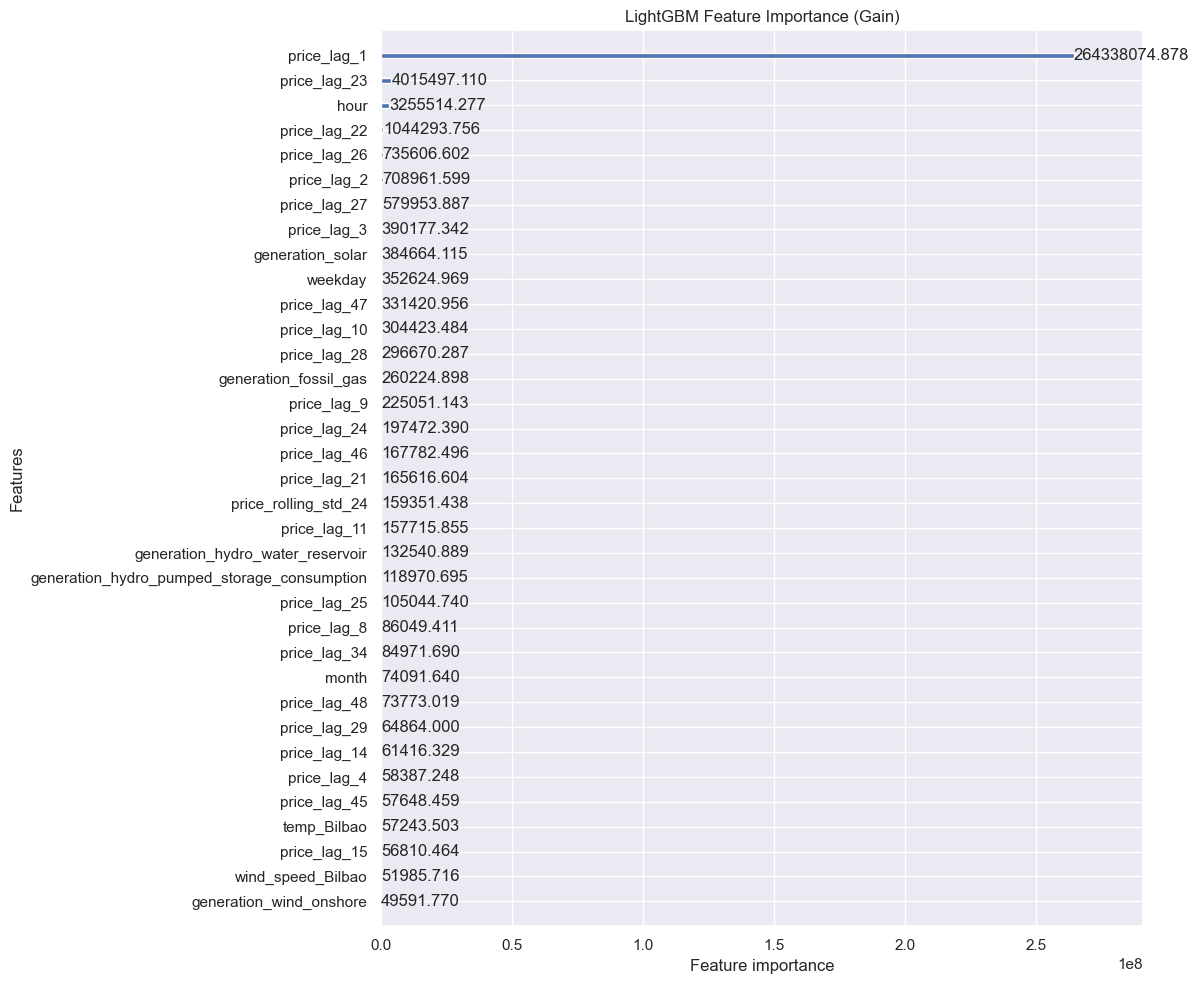 LightGBM Feature Importance (Gain)
price_lag_1 264338074.878
price_lag_23 4015497.110
hour 3255514.277
price_lag_22 1044293.756
price_lag_26 735606.602
price_lag_2 708961.599
price_lag_27 579953.887
price_lag_3 390177.342
generation_solar 384664.115
weekday 352624.969
price_lag_47 331420.956
price_lag_10 304423.484
price_lag_28 296670.287
generation_fossil_gas 260224.898
price_lag_9 225051.143
price_lag_24 197472.390
price_lag_46 167782.496
price_lag_21 165616.604
price_rolling_std_24 159351.438
price_lag_11 157715.855
generation_hydro_water_reservoir 132540.889
generation_hydro_pumped_storage_consumption 118970.695
price_lag_25 105044.740
price_lag_8 86049.411
price_lag_34 84971.690
month 74091.640
price_lag_48 73773.019
price_lag_29 64864.000
price_lag_14 61416.329
price_lag_4 58387.248
price_lag_45 57648.459
temp_Bilbao 57243.503
price_lag_15 56810.464
wind_speed_Bilbao 51985.716
generation_wind_onshore 49591.770
Features
0.0 0.5 1.0 1.5 2.0 2.5
1e8
Feature importance